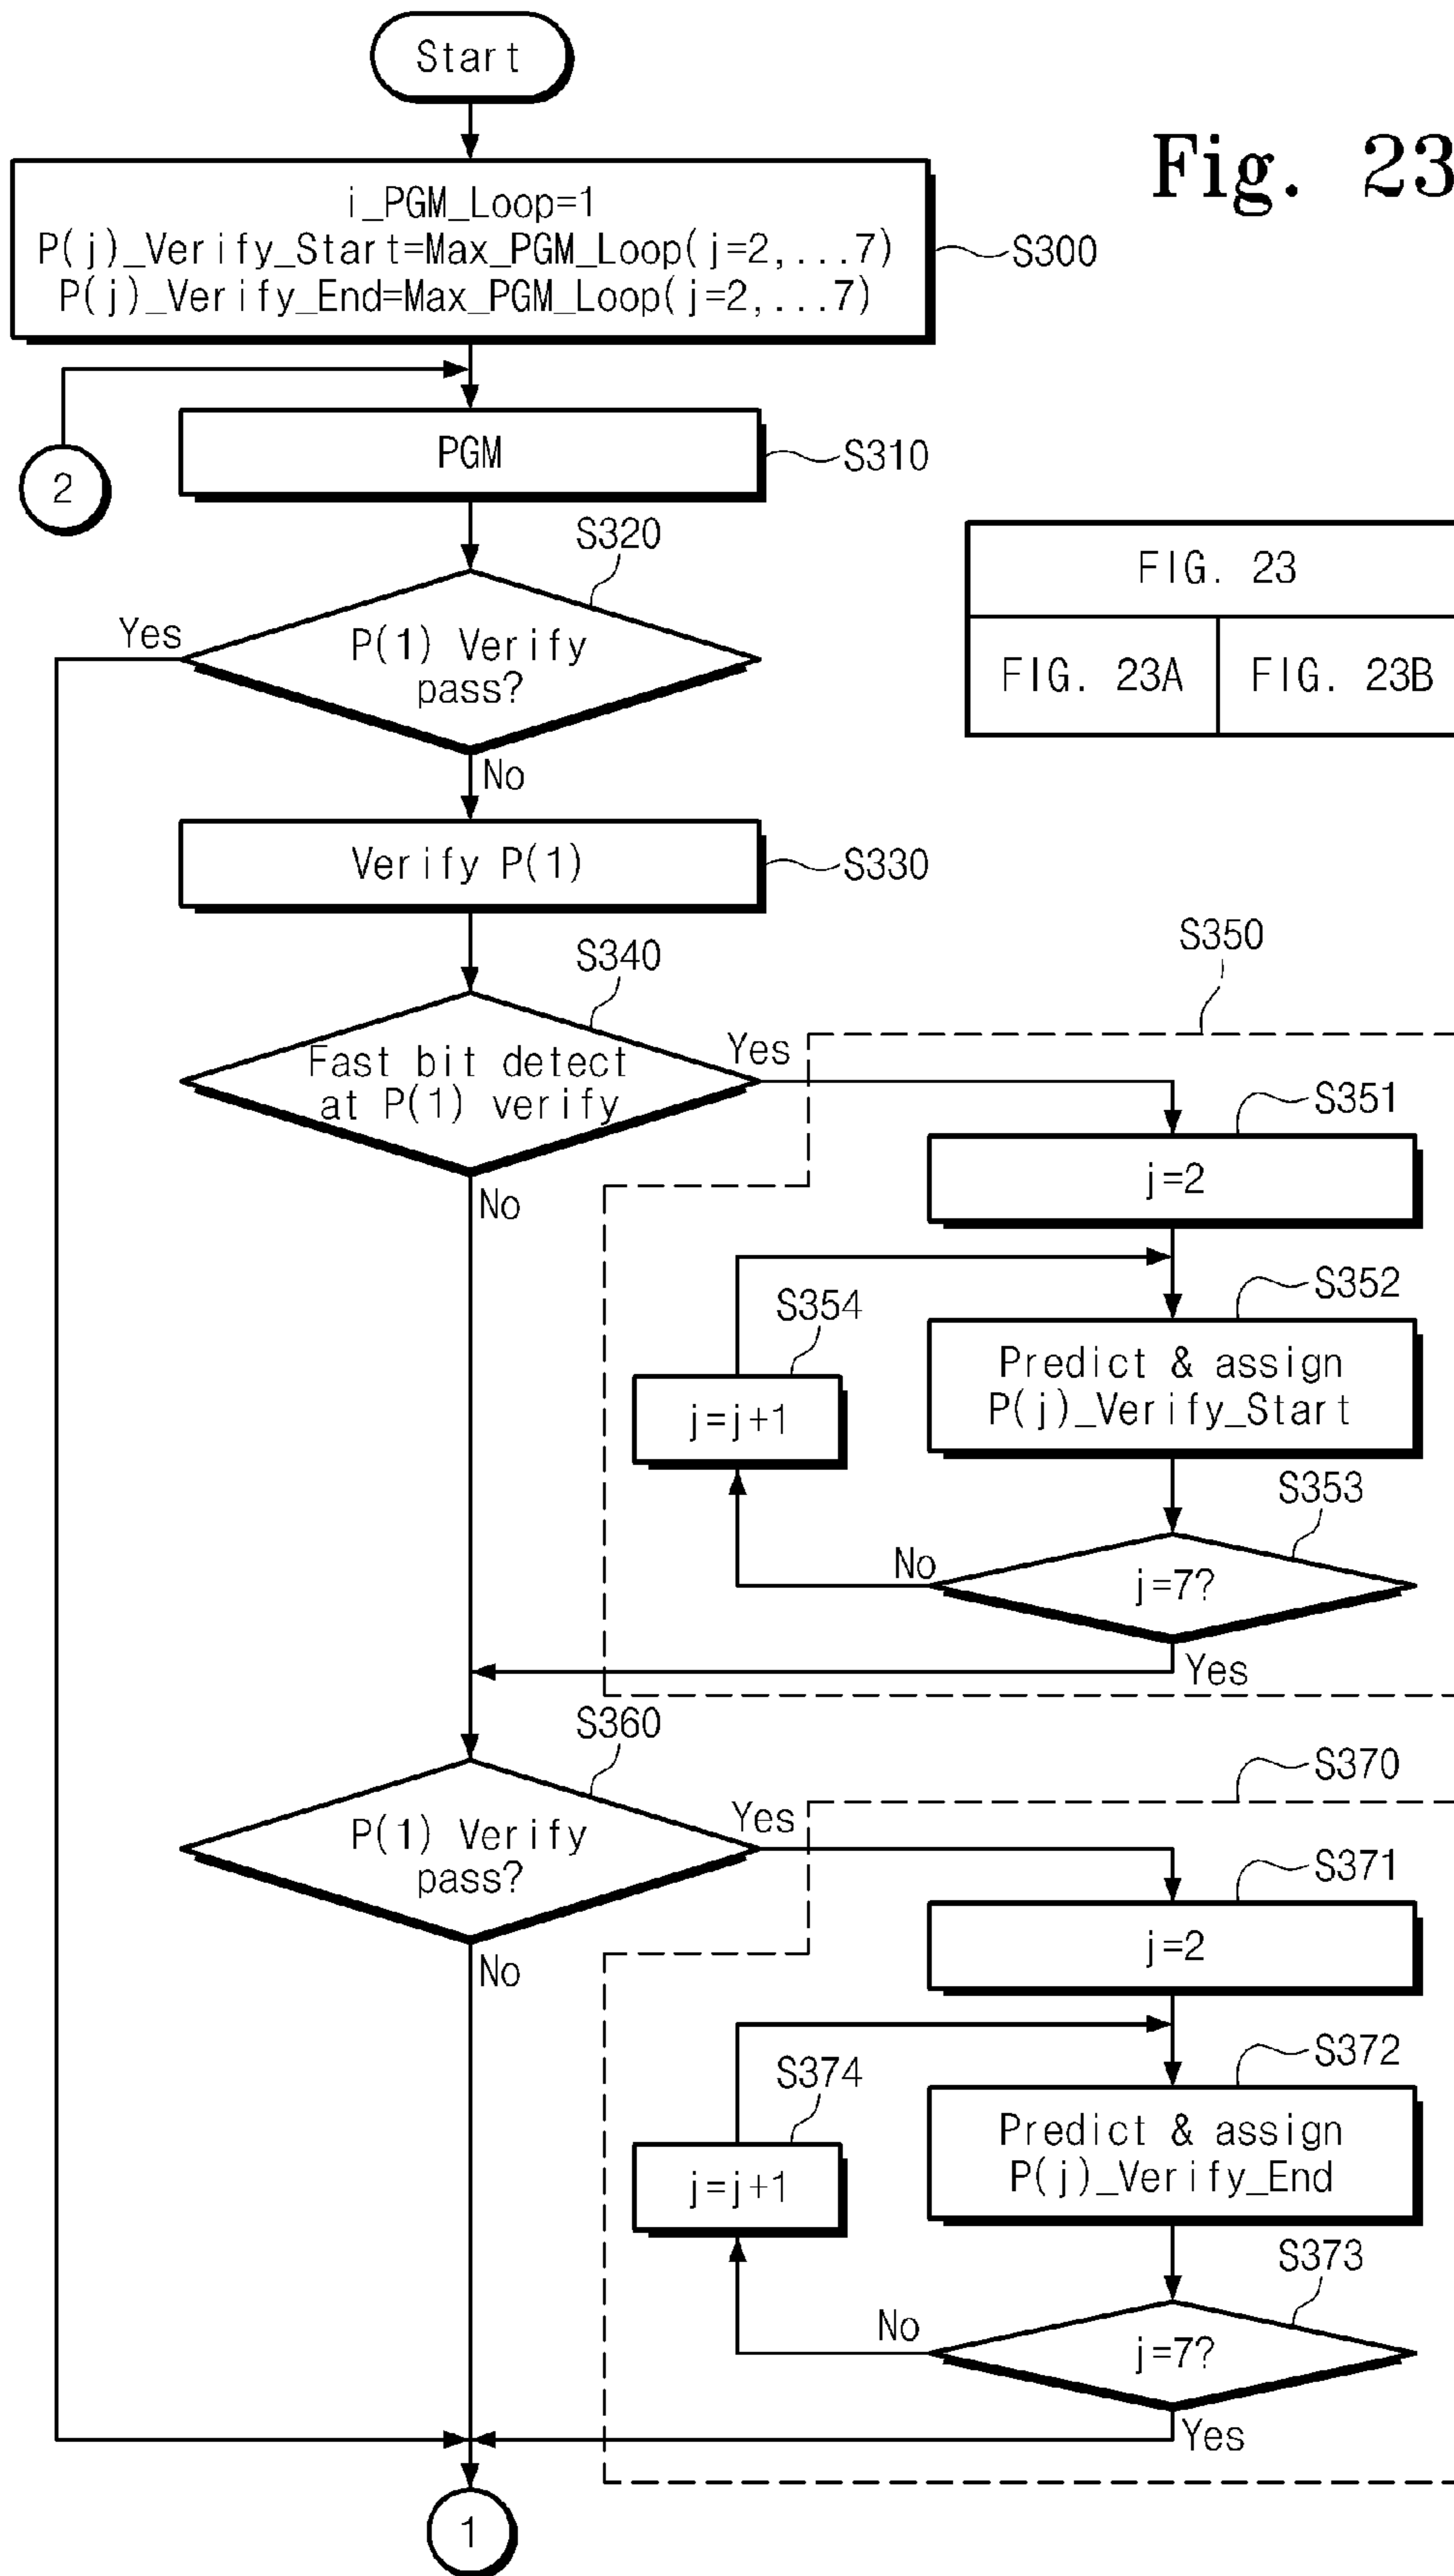 Start
Fig. 23
i_PGM_Loop=1
P(j)_Verify_Start=Max_PGM_Loop(j=2,...7)
P(j)_Verify_End=Max_PGM_Loop(j=2,...7)
S300
PGM
S310
2
S320
P(1) Verify
pass?
Yes
No
FIG. 23
FIG. 23A
FIG. 23B
Verify P(1)
S330
S340
Fast bit detect
at P(1) verify
Yes
No
S350
S351
j=2
S352
Predict & assign
P(j)_Verify_Start
S354
j=j+1
S353
j=7?
No
Yes
S360
P(1) Verify
pass?
Yes
No
S370
S371
j=2
S372
Predict & assign
P(j)_Verify_End
S374
j=j+1
S373
j=7?
No
Yes
1